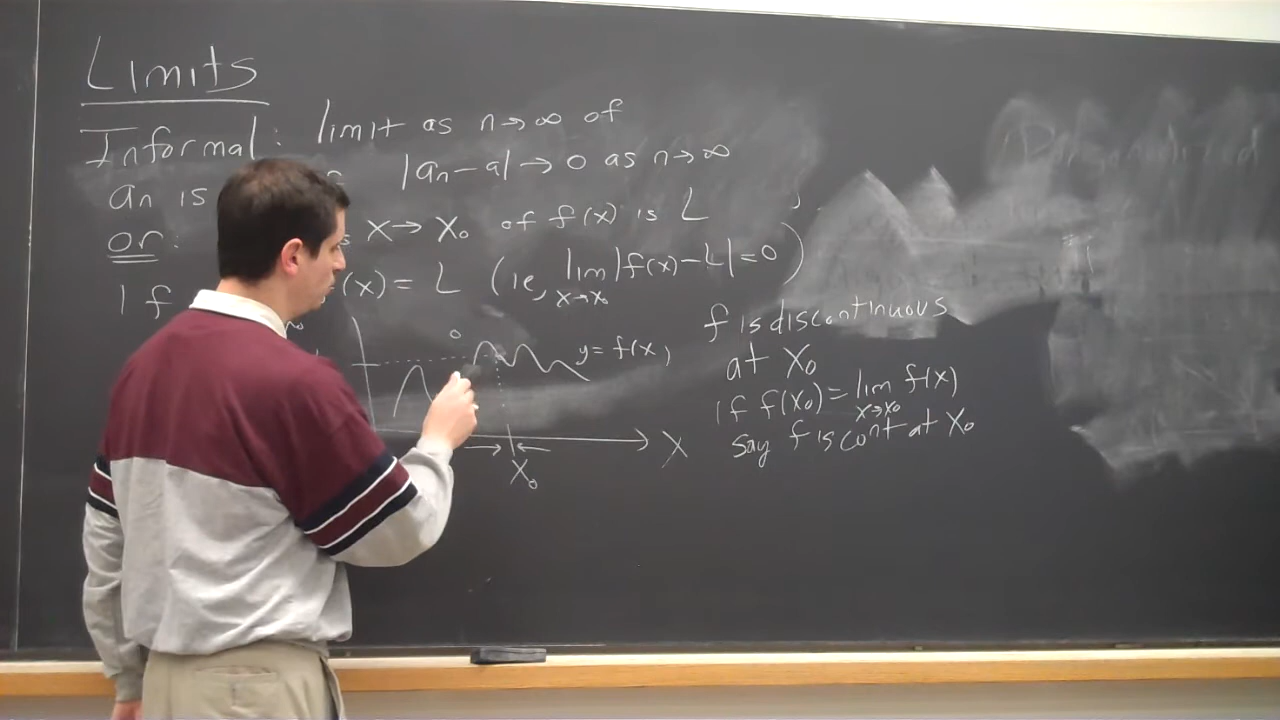 Limits
Informal: limit as n→∞ of
an is |an-a|→0 as n→∞
or: x→x₀ of f(x) is L
If (x) = L (ie, lim |f(x)-L|=0)
x→x₀
y=f(x)
X
X₀
f is discontinuous
at X₀
if f(x₀)= lim f(x)
x→x₀
say f is cont at X₀